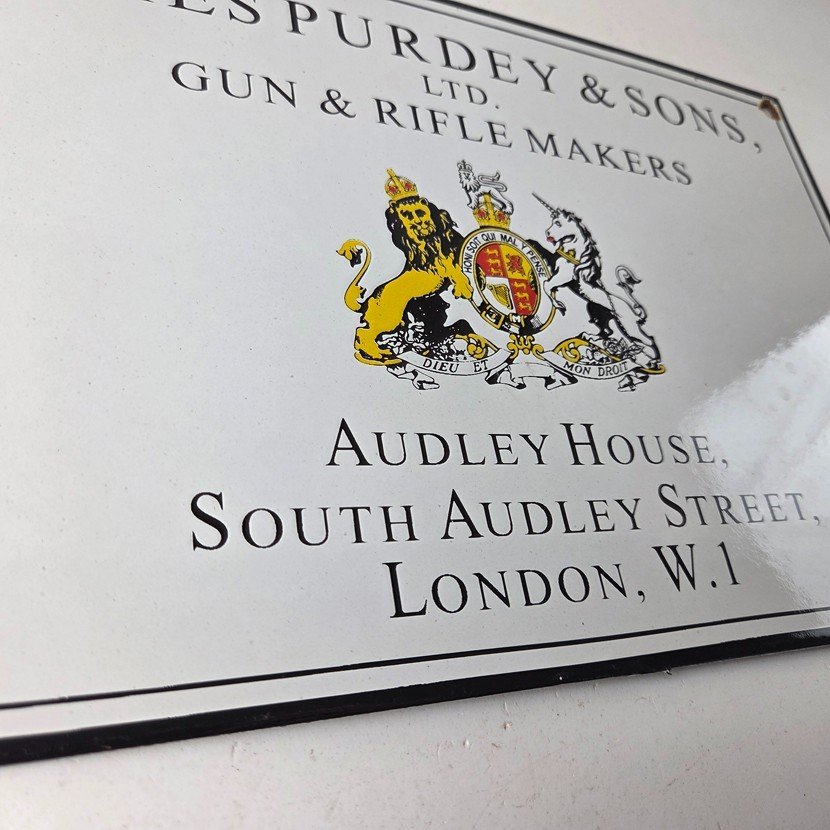 ES PURDEY & SONS,
LTD.
GUN & RIFLE MAKERS
HON SOIT QUI MAL Y PENSE
DIEU ET MON DROIT
AUDLEY HOUSE,
SOUTH AUDLEY STREET,
LONDON, W.1